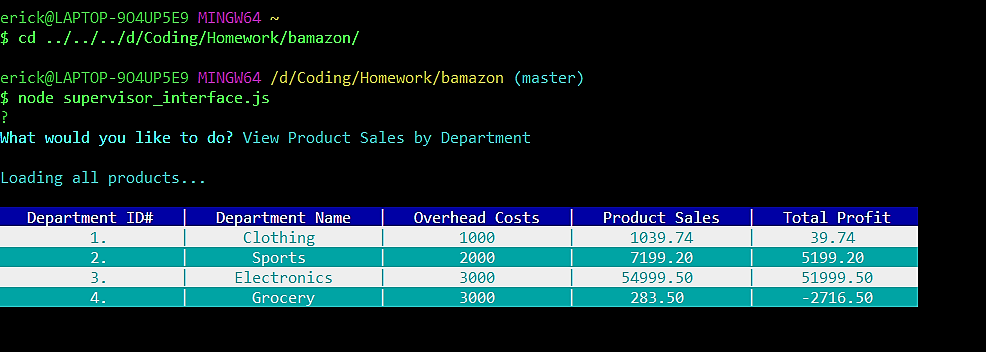 erick@LAPTOP-9O4UP5E9 MINGW64 ~
$ cd ../../../d/Coding/Homework/bamazon/
erick@LAPTOP-9O4UP5E9 MINGW64 /d/Coding/Homework/bamazon (master)
$ node supervisor_interface.js
?
What would you like to do? View Product Sales by Department
Loading all products...
Department ID# | Department Name | Overhead Costs | Product Sales | Total Profit
1. | Clothing | 1000 | 1039.74 | 39.74
2. | Sports | 2000 | 7199.20 | 5199.20
3. | Electronics | 3000 | 54999.50 | 51999.50
4. | Grocery | 3000 | 283.50 | -2716.50